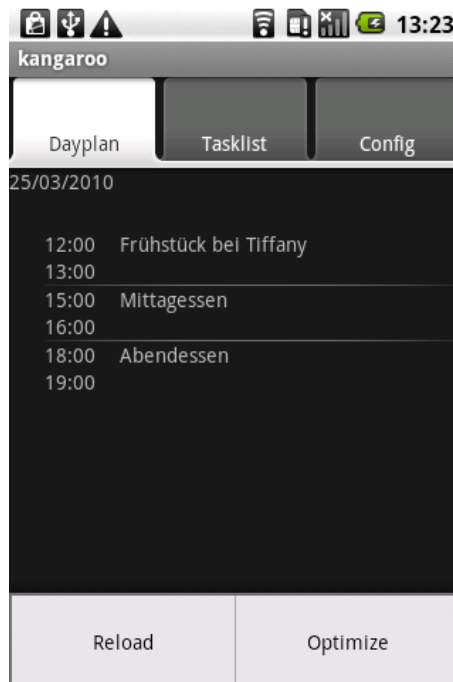 13:23
kangaroo
Dayplan Tasklist Config
25/03/2010
12:00 Frühstück bei Tiffany
13:00
15:00 Mittagessen
16:00
18:00 Abendessen
19:00
Reload Optimize